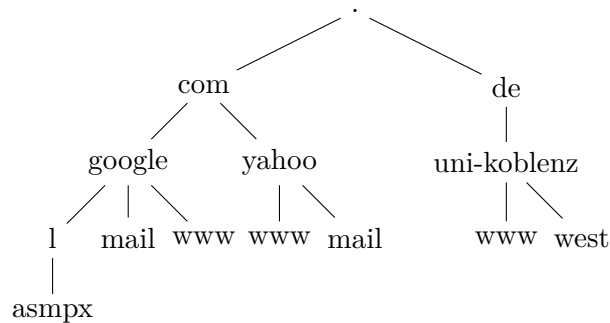 .
com de
google yahoo uni-koblenz
l mail www www mail www west
asmpx